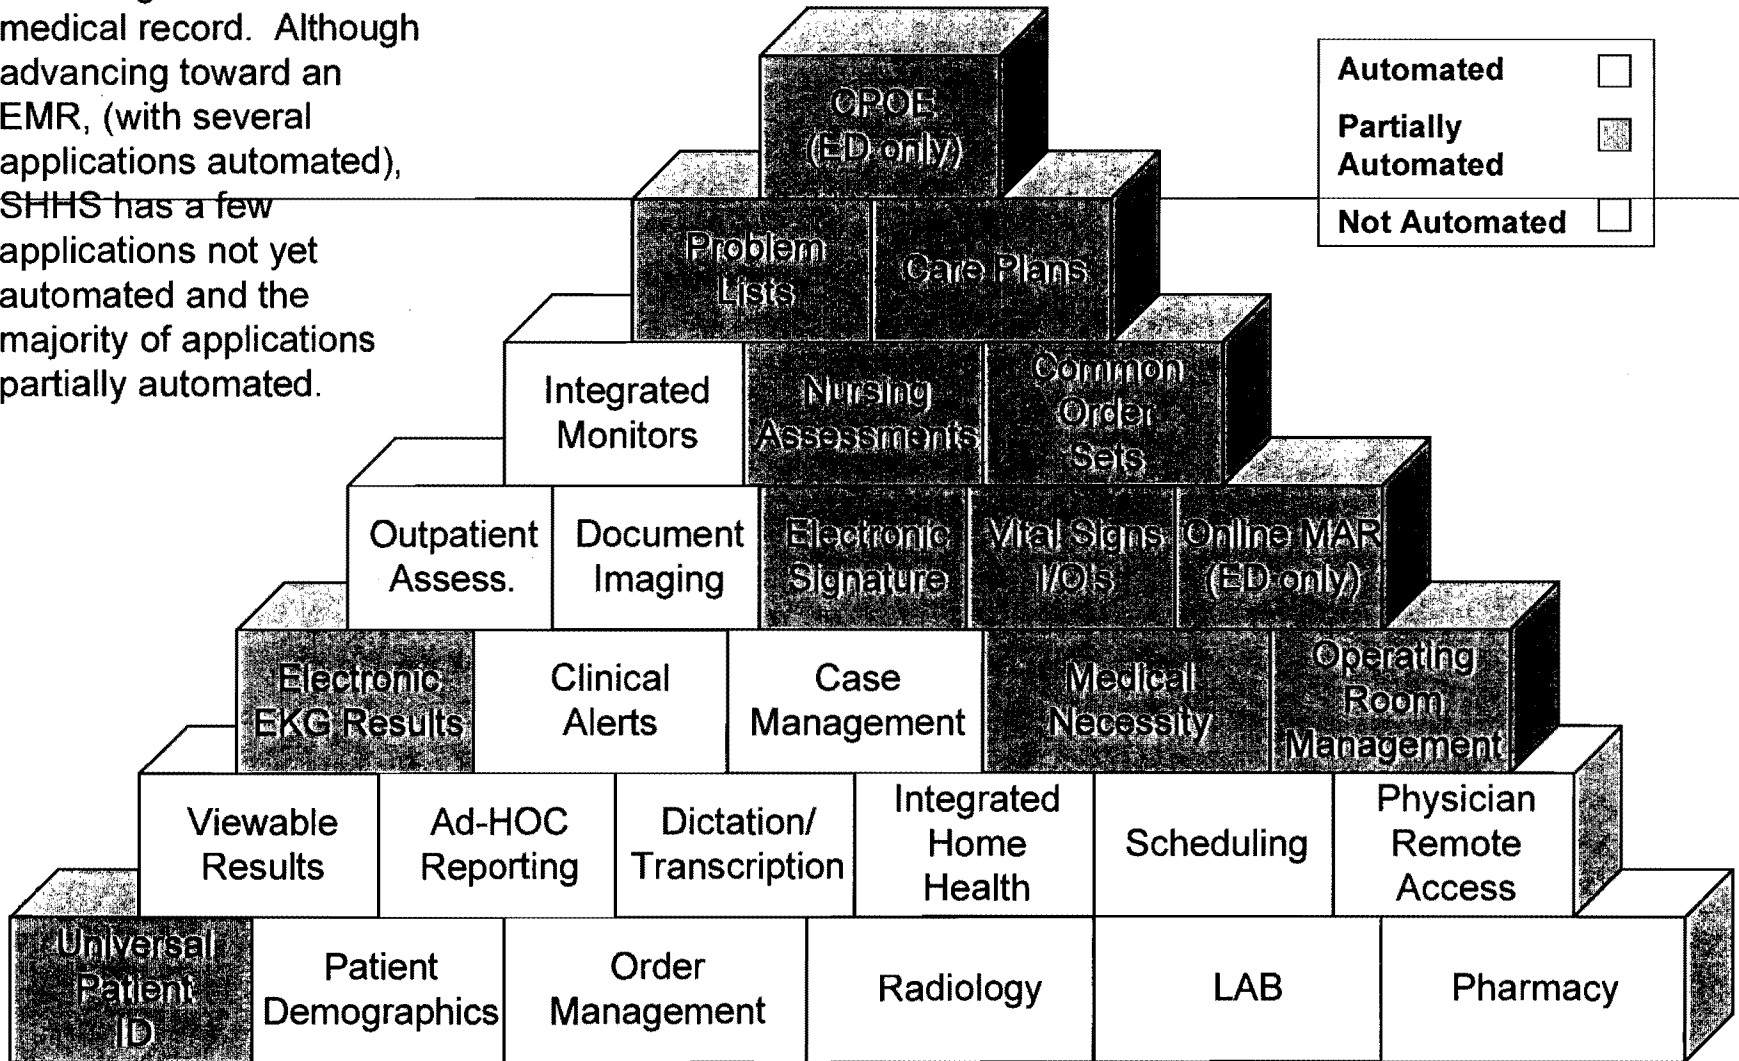 medical record. Although
advancing toward an
EMR, (with several
applications automated),
SHHS has a few
applications not yet
automated and the
majority of applications
partially automated.
Automated
Partially
Automated
Not Automated
CPOE
(ED only)
Problem
Lists
Care Plans
Integrated
Monitors
Nursing
Assessments
Common
Order
Sets
Outpatient
Assess.
Document
Imaging
Electronic
Signature
Vital Signs
I/O's
Online MAR
(ED only)
Electronic
EKG Results
Clinical
Alerts
Case
Management
Medical
Necessity
Operating
Room
Management
Viewable
Results
Ad-HOC
Reporting
Dictation/
Transcription
Integrated
Home
Health
Scheduling
Physician
Remote
Access
Universal
Patient
ID
Patient
Demographics
Order
Management
Radiology
LAB
Pharmacy